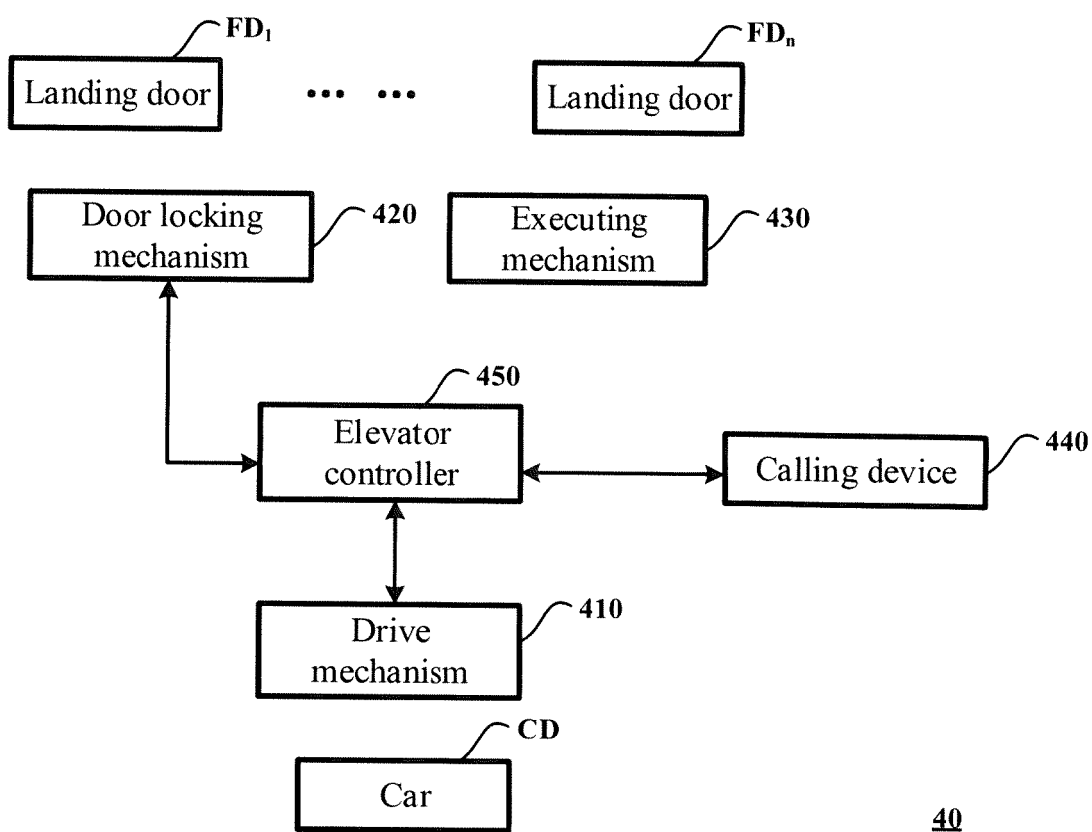 FD₁
FDₙ
Landing door
... ...
Landing door
Door locking
mechanism
420
Executing
mechanism
430
450
Elevator
controller
440
Calling device
410
Drive
mechanism
CD
Car
40